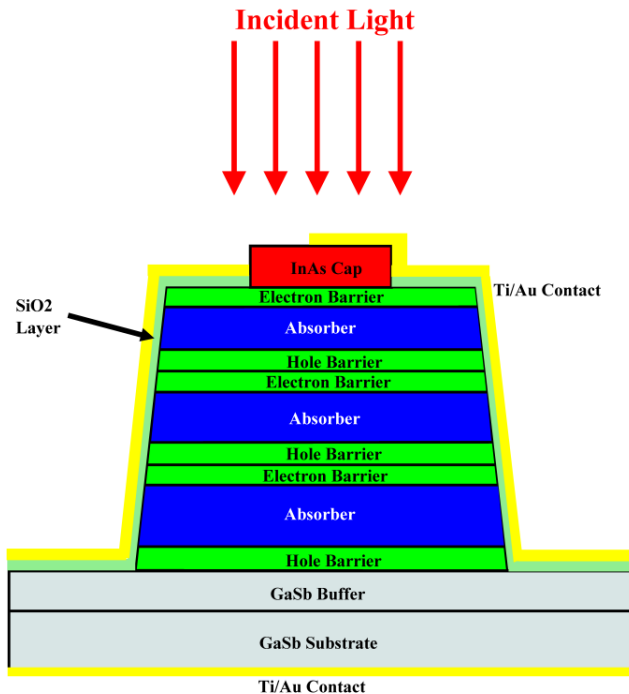 Incident Light
InAs Cap
Ti/Au Contact
SiO2
Layer
Electron Barrier
Absorber
Hole Barrier
Electron Barrier
Absorber
Hole Barrier
Electron Barrier
Absorber
Hole Barrier
GaSb Buffer
GaSb Substrate
Ti/Au Contact